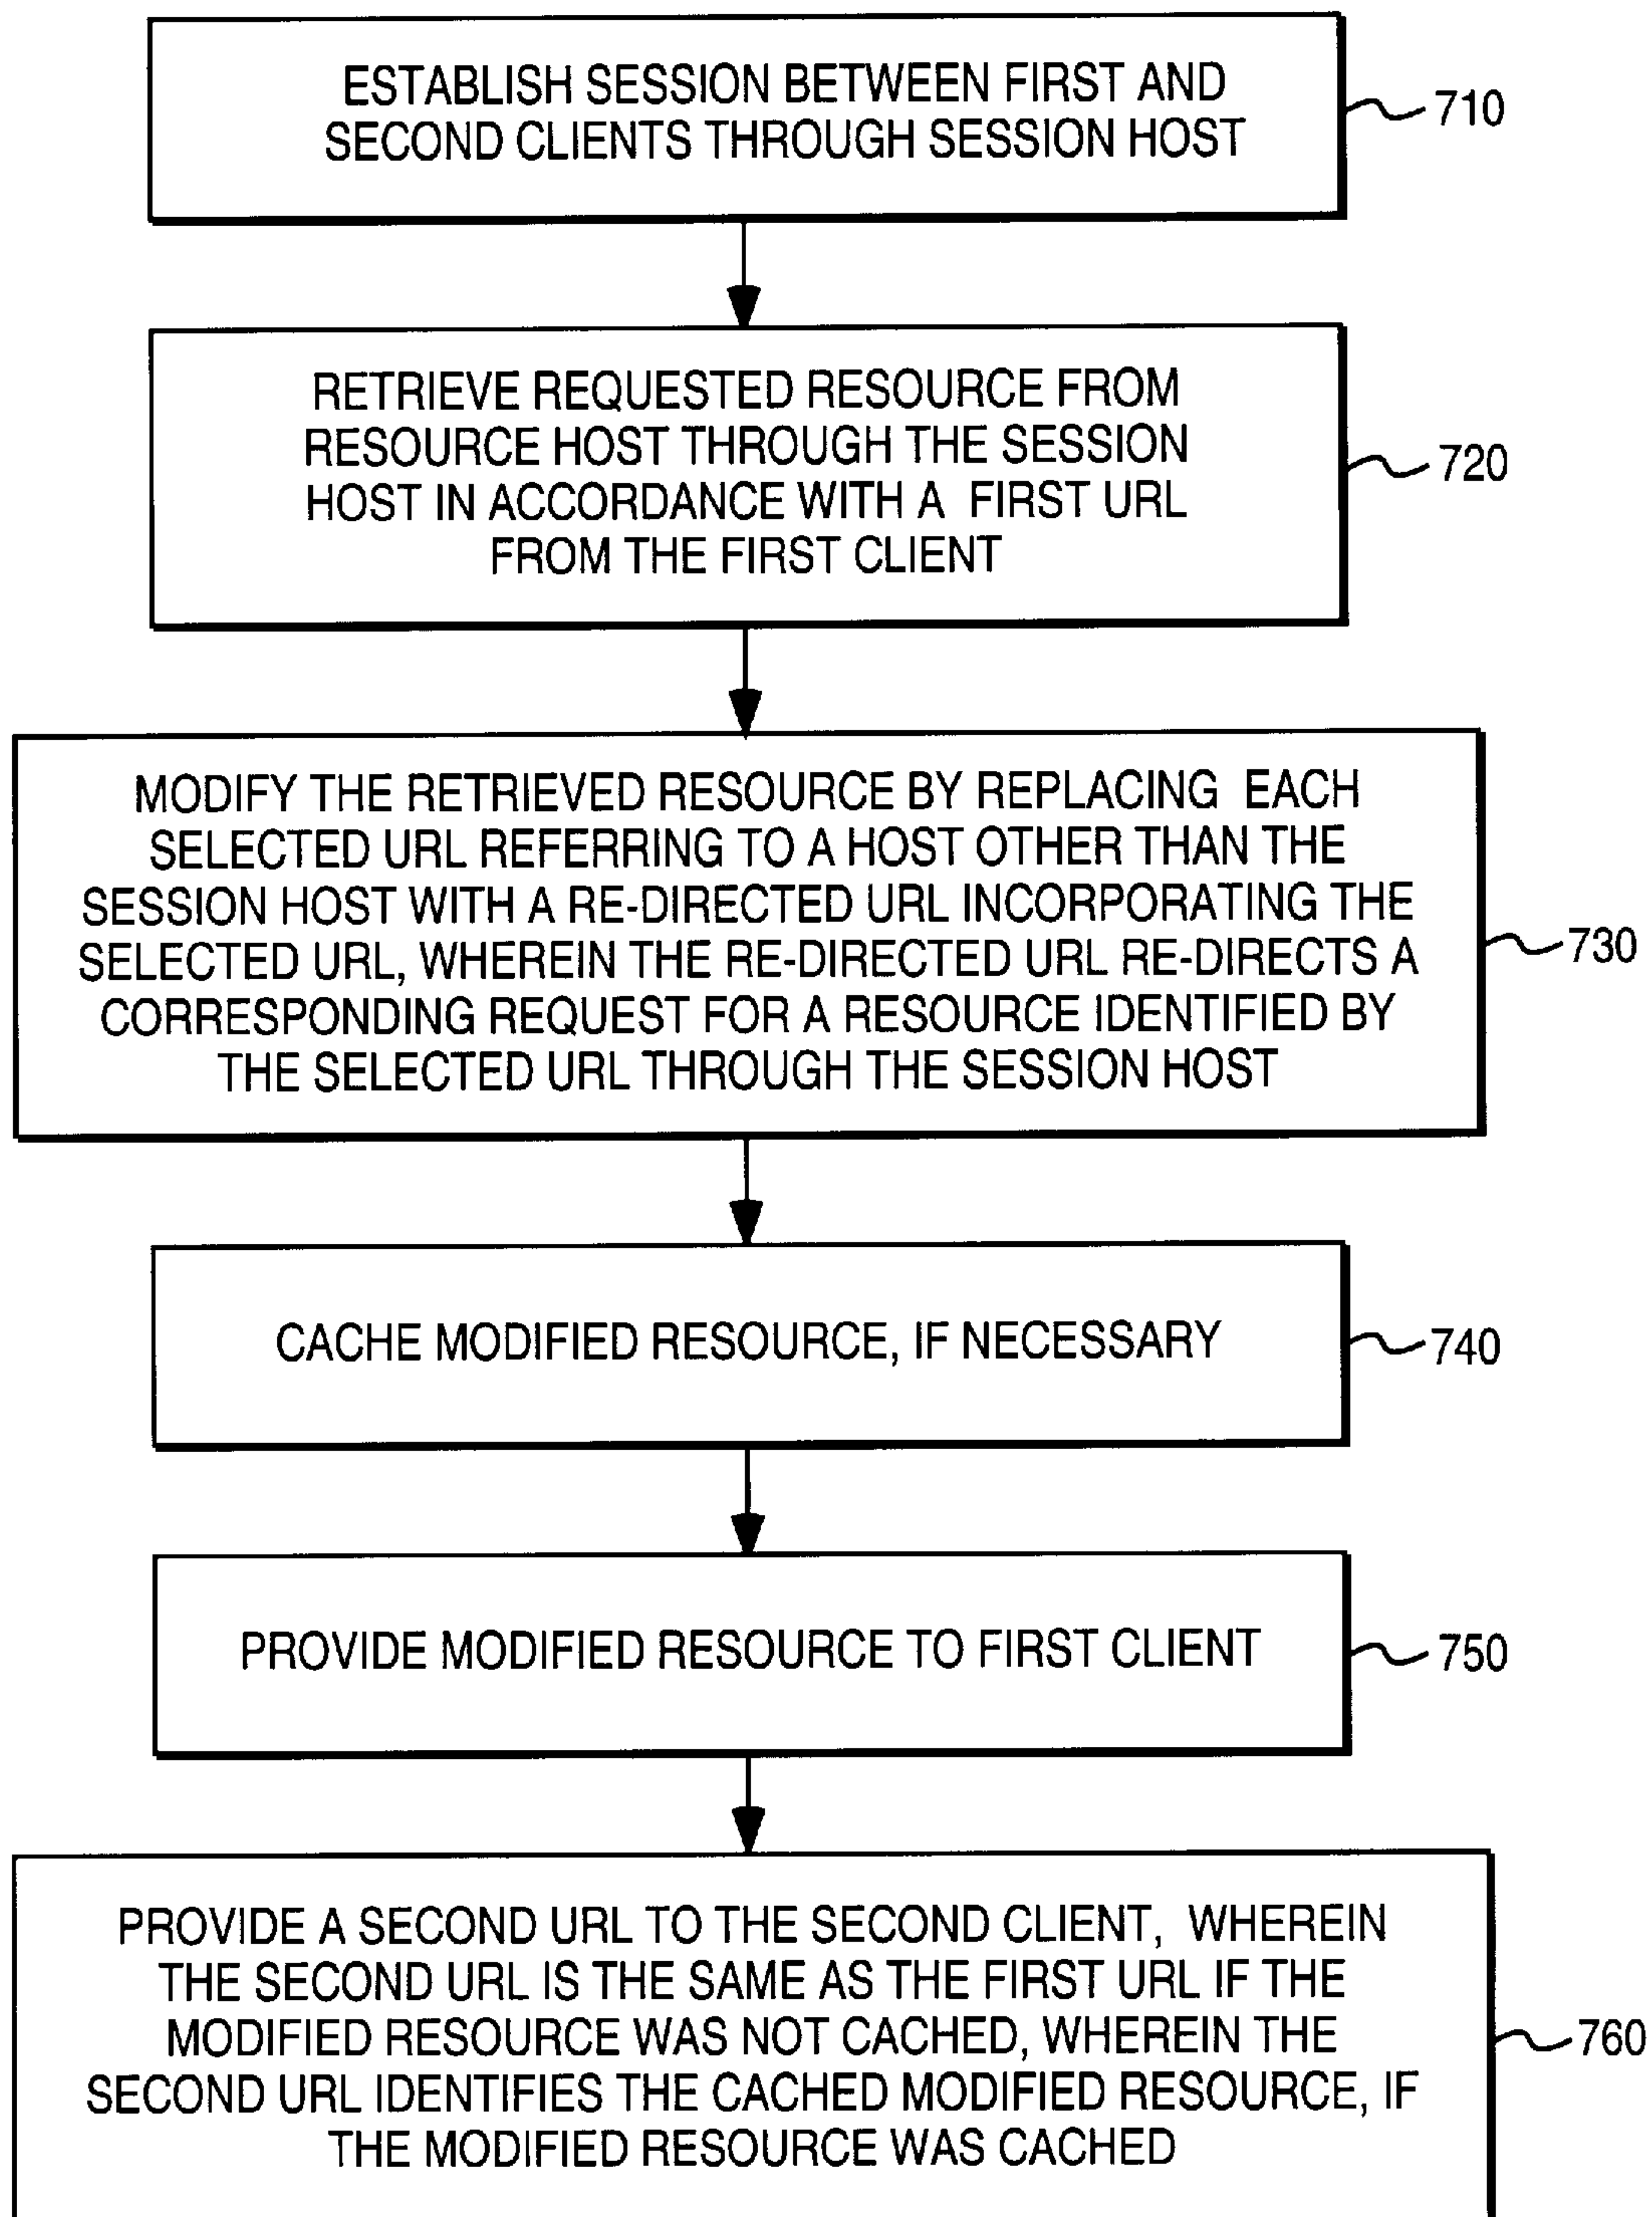 ESTABLISH SESSION BETWEEN FIRST AND
SECOND CLIENTS THROUGH SESSION HOST
710
RETRIEVE REQUESTED RESOURCE FROM
RESOURCE HOST THROUGH THE SESSION
HOST IN ACCORDANCE WITH A FIRST URL
FROM THE FIRST CLIENT
720
MODIFY THE RETRIEVED RESOURCE BY REPLACING EACH
SELECTED URL REFERRING TO A HOST OTHER THAN THE
SESSION HOST WITH A RE-DIRECTED URL INCORPORATING THE
SELECTED URL, WHEREIN THE RE-DIRECTED URL RE-DIRECTS A
CORRESPONDING REQUEST FOR A RESOURCE IDENTIFIED BY
THE SELECTED URL THROUGH THE SESSION HOST
730
CACHE MODIFIED RESOURCE, IF NECESSARY
740
PROVIDE MODIFIED RESOURCE TO FIRST CLIENT
750
PROVIDE A SECOND URL TO THE SECOND CLIENT, WHEREIN
THE SECOND URL IS THE SAME AS THE FIRST URL IF THE
MODIFIED RESOURCE WAS NOT CACHED, WHEREIN THE
SECOND URL IDENTIFIES THE CACHED MODIFIED RESOURCE, IF
THE MODIFIED RESOURCE WAS CACHED
760